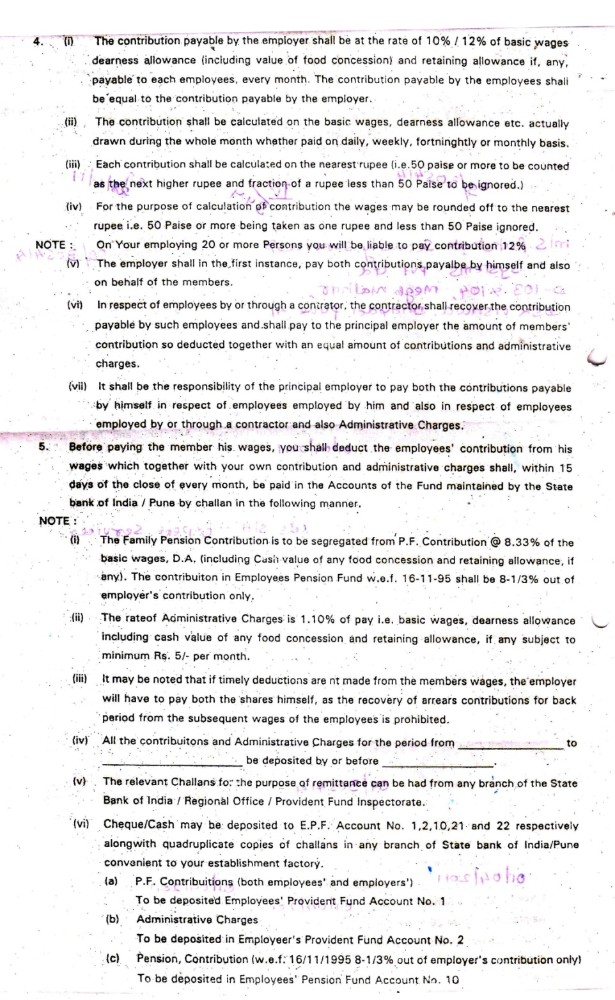 4. (i) The contribution payable by the employer shall be at the rate of 10% / 12% of basic wages
dearness allowance (including value of food concession) and retaining allowance if, any,
payable to each employees, every month. The contribution payable by the employees shall
be equal to the contribution payable by the employer.
(ii) The contribution shall be calculated on the basic wages, dearness allowance etc. actually
drawn during the whole month whether paid on daily, weekly, fortninghtly or monthly basis.
(iii) Each contribution shall be calculated on the nearest rupee (i.e.50 paise or more to be counted
as the next higher rupee and fraction of a rupee less than 50 Paise to be ignored.)
(iv) For the purpose of calculation of contribution the wages may be rounded off to the nearest
rupee i.e. 50 Paise or more being taken as one rupee and less than 50 Paise ignored.
NOTE : On Your employing 20 or more Persons you will be liable to pay contribution 12%
(v) The employer shall in the first instance, pay both contributions payalbe by himself and also
on behalf of the members.
(vi) In respect of employees by or through a contrator, the contractor shall recover the contribution
payable by such employees and shall pay to the principal employer the amount of members'
contribution so deducted together with an equal amount of contributions and administrative
charges.
(vii) It shall be the responsibility of the principal employer to pay both the contributions payable
by himself in respect of employees employed by him and also in respect of employees
employed by or through a contractor and also Administrative Charges.
5. Before paying the member his wages, you shall deduct the employees' contribution from his
wages which together with your own contribution and administrative charges shall, within 15
days of the close of every month, be paid in the Accounts of the Fund maintained by the State
bank of India / Pune by challan in the following manner.
NOTE :
(i) The Family Pension Contribution is to be segregated from P.F. Contribution @ 8.33% of the
basic wages, D.A. (including Cash value of any food concession and retaining allowance, if
any). The contribuiton in Employees Pension Fund w.e.f. 16-11-95 shall be 8-1/3% out of
employer's contribution only.
(ii) The rateof Administrative Charges is 1.10% of pay i.e. basic wages, dearness allowance
including cash value of any food concession and retaining allowance, if any subject to
minimum Rs. 5/- per month.
(iii) It may be noted that if timely deductions are nt made from the members wages, the employer
will have to pay both the shares himself, as the recovery of arrears contributions for back
period from the subsequent wages of the employees is prohibited.
(iv) All the contribuitons and Administrative Charges for the period from ____________ to
________________ be deposited by or before _____________.
(v) The relevant Challans for the purpose of remittance can be had from any branch of the State
Bank of India / Regional Office / Provident Fund Inspectorate.
(vi) Cheque/Cash may be deposited to E.P.F. Account No. 1,2,10,21 and 22 respectively
alongwith quadruplicate copies of challans in any branch of State bank of India/Pune
convenient to your establishment factory.
(a) P.F. Contribuitions (both employees' and employers')
To be deposited Employees' Provident Fund Account No. 1
(b) Administrative Charges
To be deposited in Employeer's Provident Fund Account No. 2
(c) Pension, Contribution (w.e.f. 16/11/1995 8-1/3% out of employer's contribution only)
To be deposited in Employees' Pension Fund Account No. 10